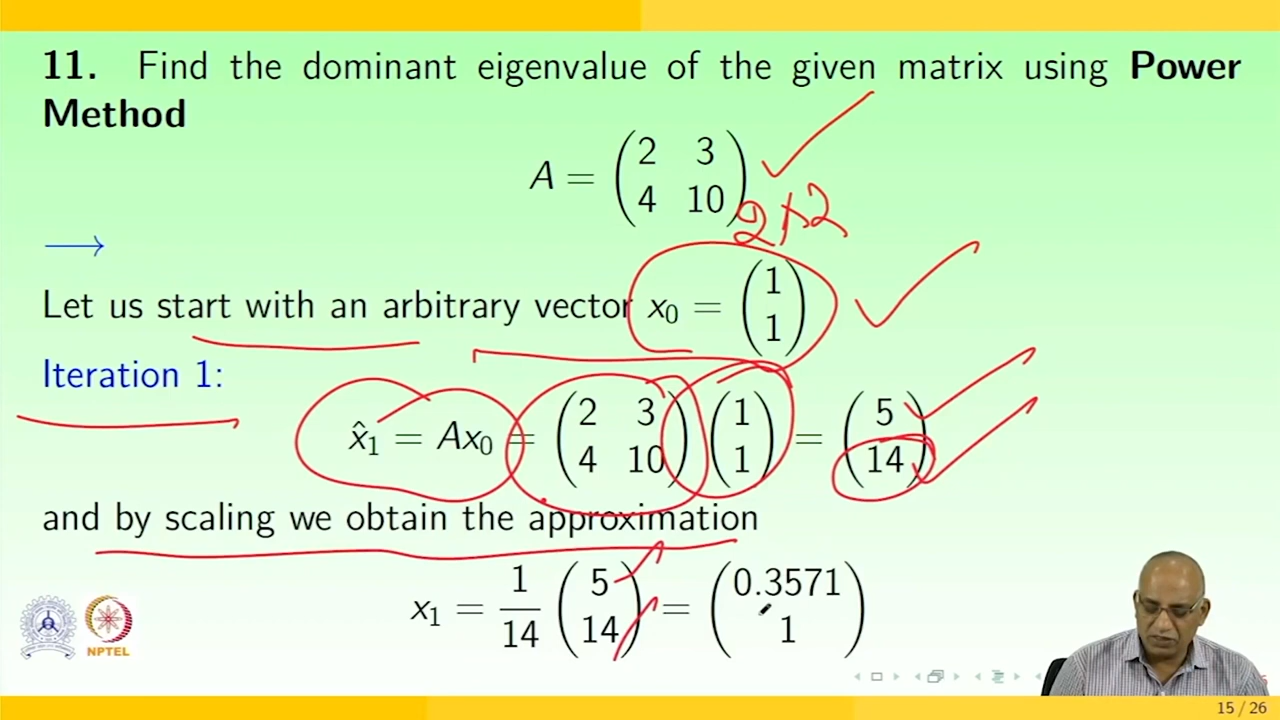 11. Find the dominant eigenvalue of the given matrix using Power
Method
A = ( 2 3
4 10 )
2×2
⟶
Let us start with an arbitrary vector x₀ = ( 1
1 )
Iteration 1:
x̂₁ = Ax₀ = ( 2 3
4 10 ) ( 1
1 ) = ( 5
14 )
and by scaling we obtain the approximation
x₁ = 1/14 ( 5
14 ) = ( 0.3571
1 )
NPTEL
15 / 26